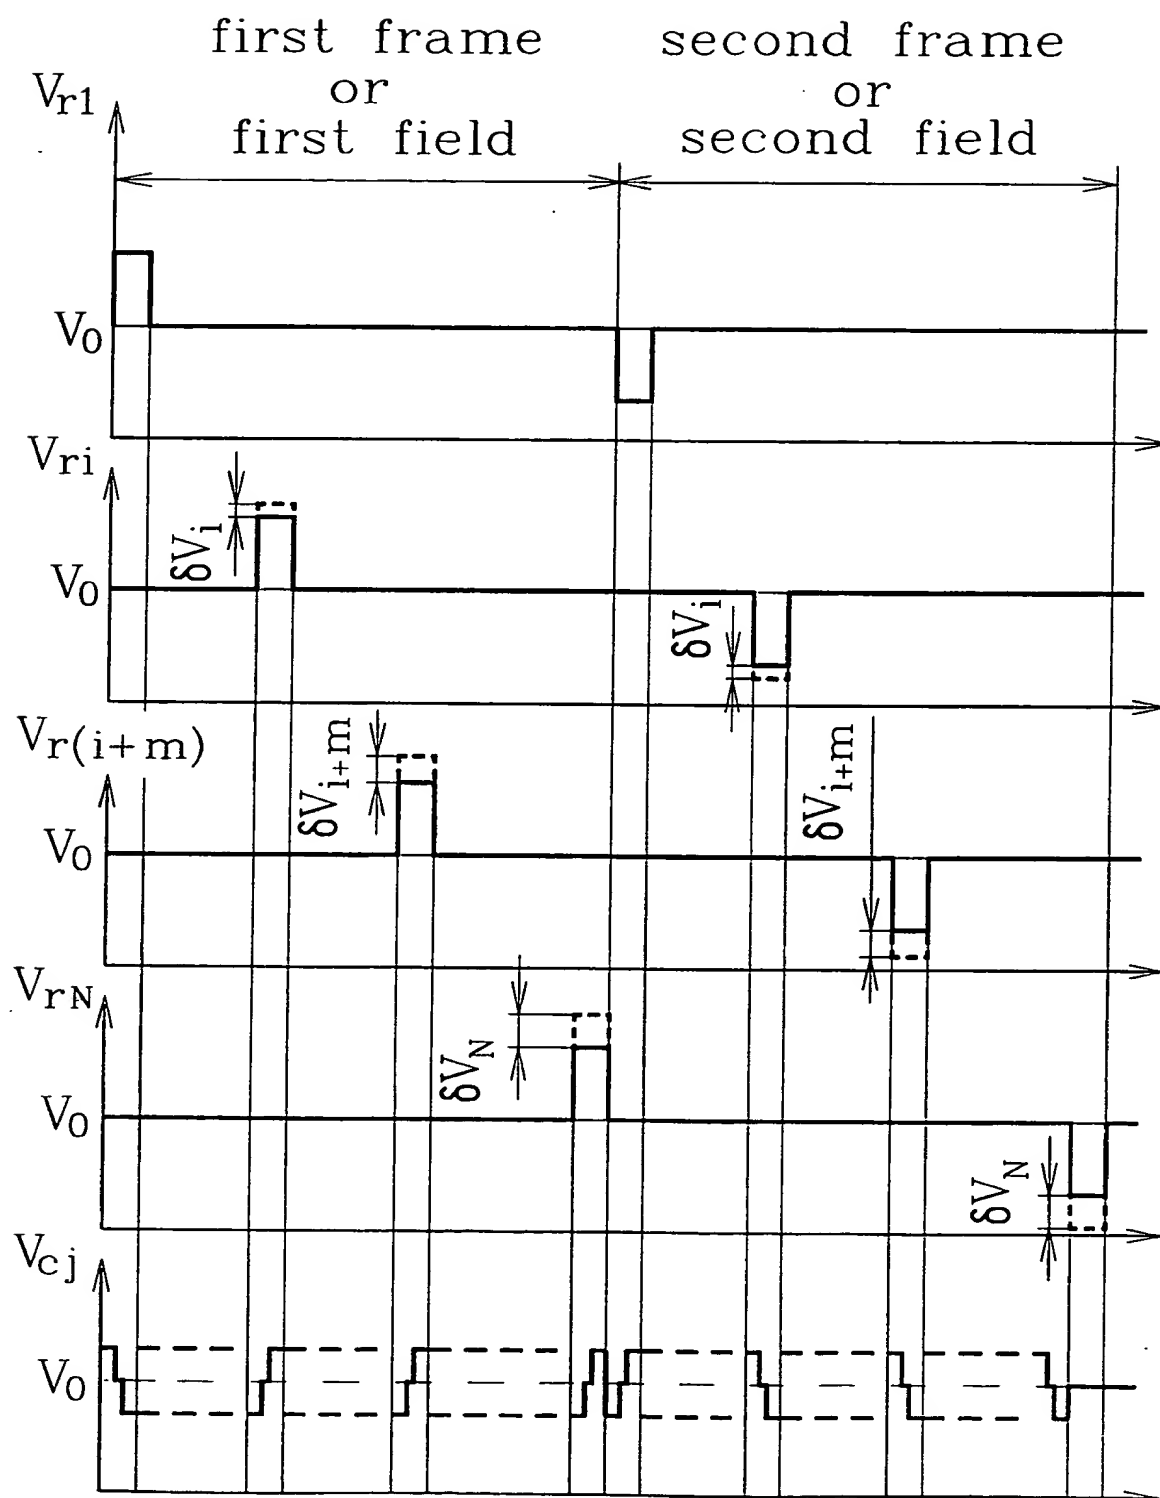 first frame
or
first field
second frame
or
second field
Vr1
V0
Vri
δVi
V0
δVi
Vr(i+m)
δVi+m
V0
δVi+m
VrN
δVN
V0
δVN
Vcj
V0